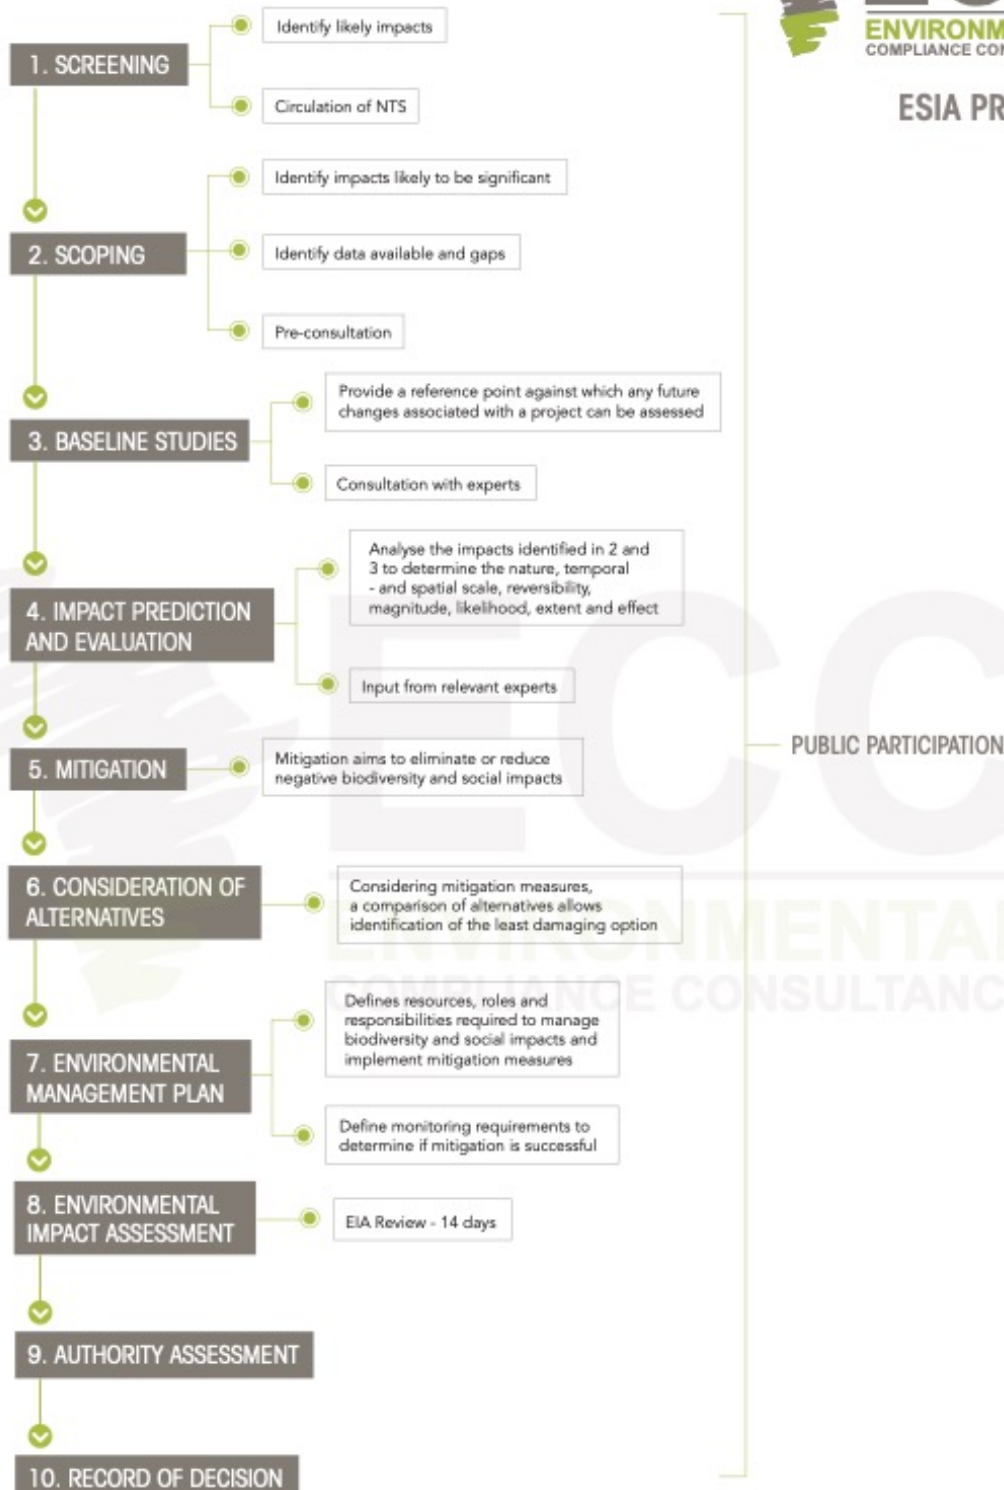 ENVIRONM
COMPLIANCE CON
ESIA PR
1. SCREENING
Identify likely impacts
Circulation of NTS
2. SCOPING
Identify impacts likely to be significant
Identify data available and gaps
Pre-consultation
3. BASELINE STUDIES
Provide a reference point against which any future
changes associated with a project can be assessed
Consultation with experts
4. IMPACT PREDICTION
AND EVALUATION
Analyse the impacts identified in 2 and
3 to determine the nature, temporal
- and spatial scale, reversibility,
magnitude, likelihood, extent and effect
Input from relevant experts
5. MITIGATION
Mitigation aims to eliminate or reduce
negative biodiversity and social impacts
6. CONSIDERATION OF
ALTERNATIVES
Considering mitigation measures,
a comparison of alternatives allows
identification of the least damaging option
7. ENVIRONMENTAL
MANAGEMENT PLAN
Defines resources, roles and
responsibilities required to manage
biodiversity and social impacts and
implement mitigation measures
Define monitoring requirements to
determine if mitigation is successful
8. ENVIRONMENTAL
IMPACT ASSESSMENT
EIA Review - 14 days
9. AUTHORITY ASSESSMENT
10. RECORD OF DECISION
PUBLIC PARTICIPATION
ECC
ENVIRONMENTA
COMPLIANCE CONSULTANC